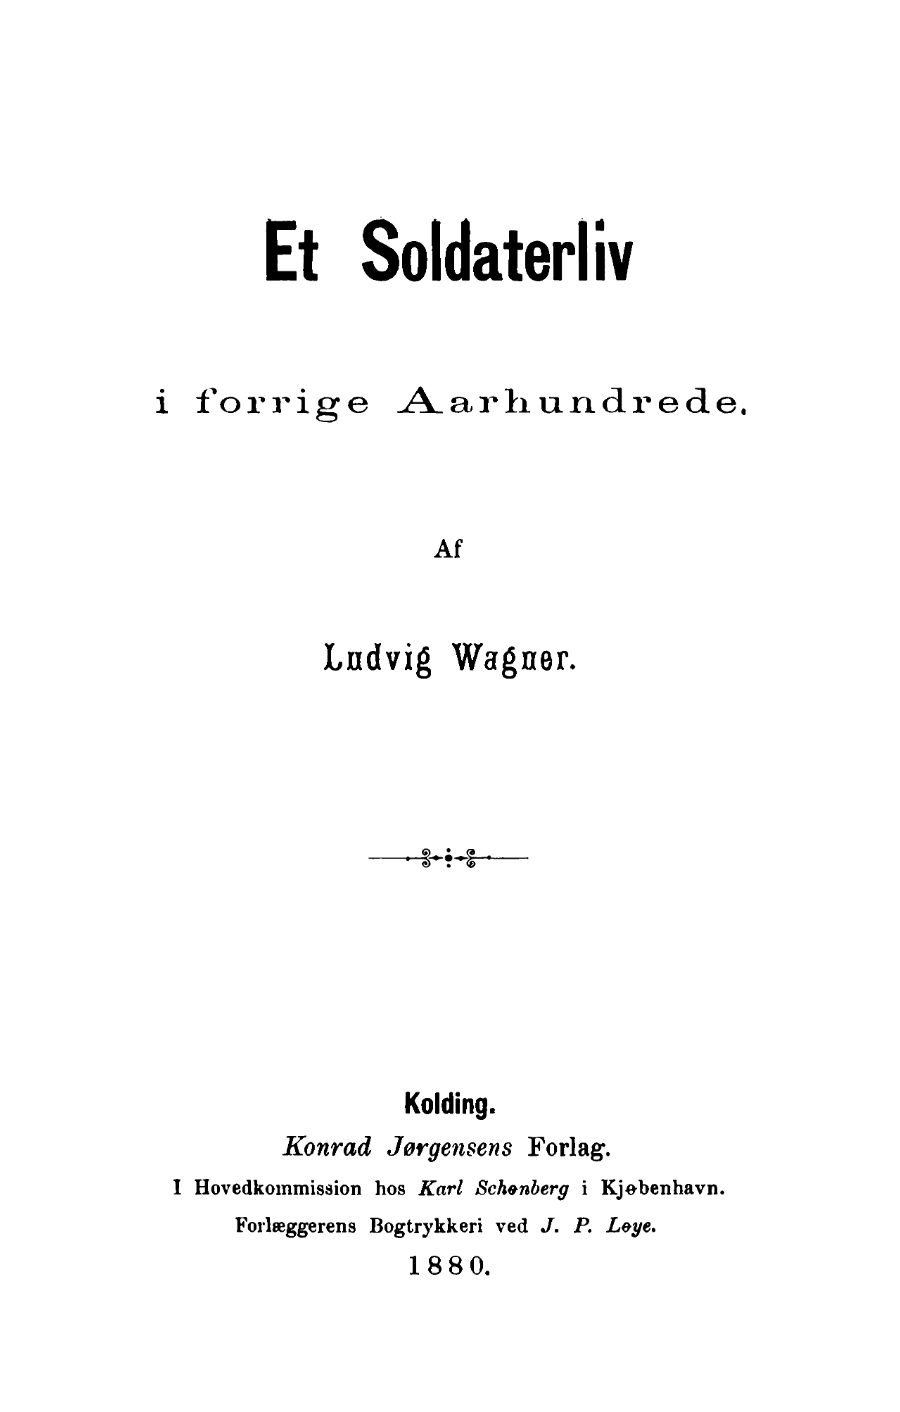 Et Soldaterliv
i forrige Aarhundrede.
Af
Ludvig Wagner.
Kolding.
Konrad Jørgensens Forlag.
I Hovedkommission hos Karl Schønberg i Kjøbenhavn.
Forlæggerens Bogtrykkeri ved J. P. Løye.
1880.